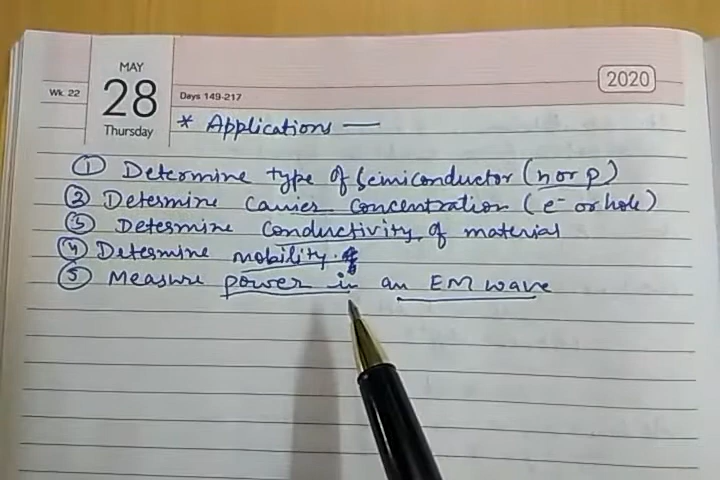 MAY
Wk. 22
28
Thursday
Days 149-217
2020
* Applications —
① Determine type of Semiconductor (n or p)
② Determine carrier concentration (e⁻ or hole)
③ Determine conductivity of material
④ Determine mobility.
⑤ Measure power in an EM wave